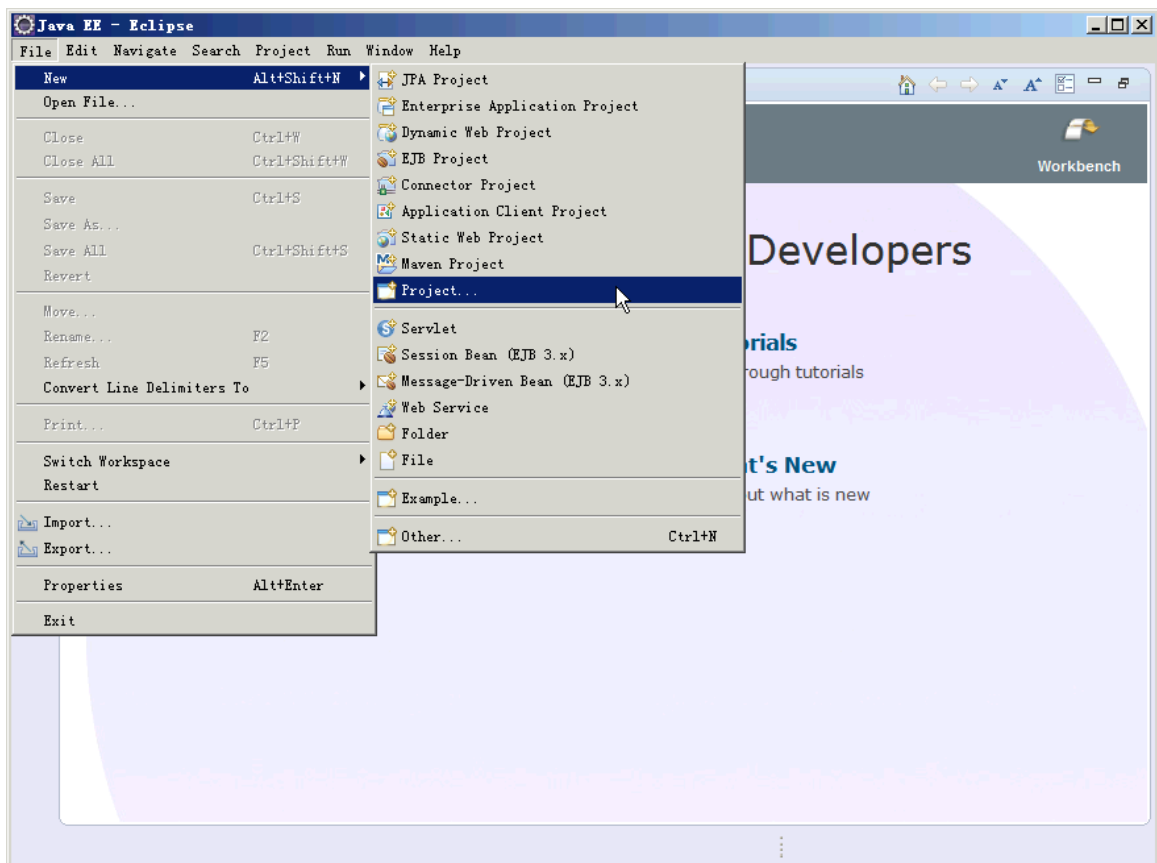 Java EE - Eclipse
File Edit Navigate Search Project Run Window Help
New Alt+Shift+N
Open File...
Close Ctrl+W
Close All Ctrl+Shift+W
Save Ctrl+S
Save As...
Save All Ctrl+Shift+S
Revert
Move...
Rename... F2
Refresh F5
Convert Line Delimiters To
Print... Ctrl+P
Switch Workspace
Restart
Import...
Export...
Properties Alt+Enter
Exit
JPA Project
Enterprise Application Project
Dynamic Web Project
EJB Project
Connector Project
Application Client Project
Static Web Project
Maven Project
Project...
Servlet
Session Bean (EJB 3.x)
Message-Driven Bean (EJB 3.x)
Web Service
Folder
File
Example...
Other... Ctrl+N
Workbench
Developers
rials
rough tutorials
t's New
ut what is new